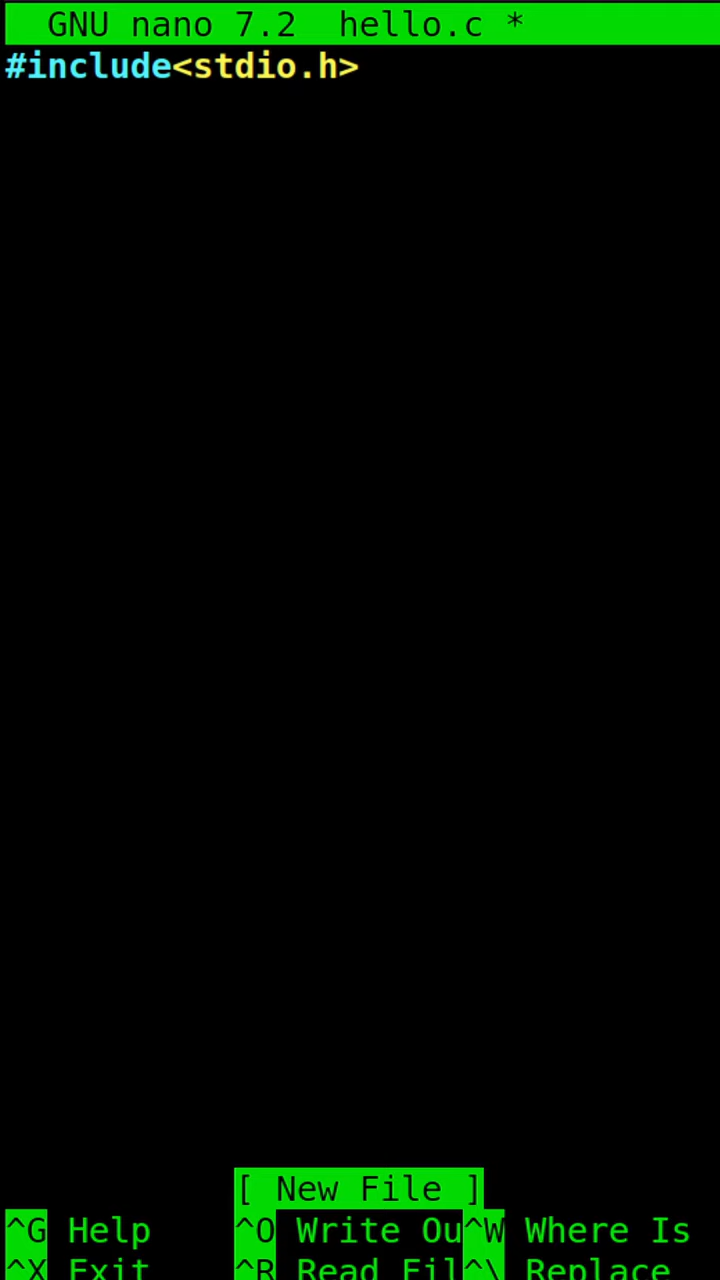 GNU nano 7.2 hello.c *
#include<stdio.h>
[ New File ]
^G Help ^O Write Ou^W Where Is
^X Exit ^R Read Fil^\ Replace